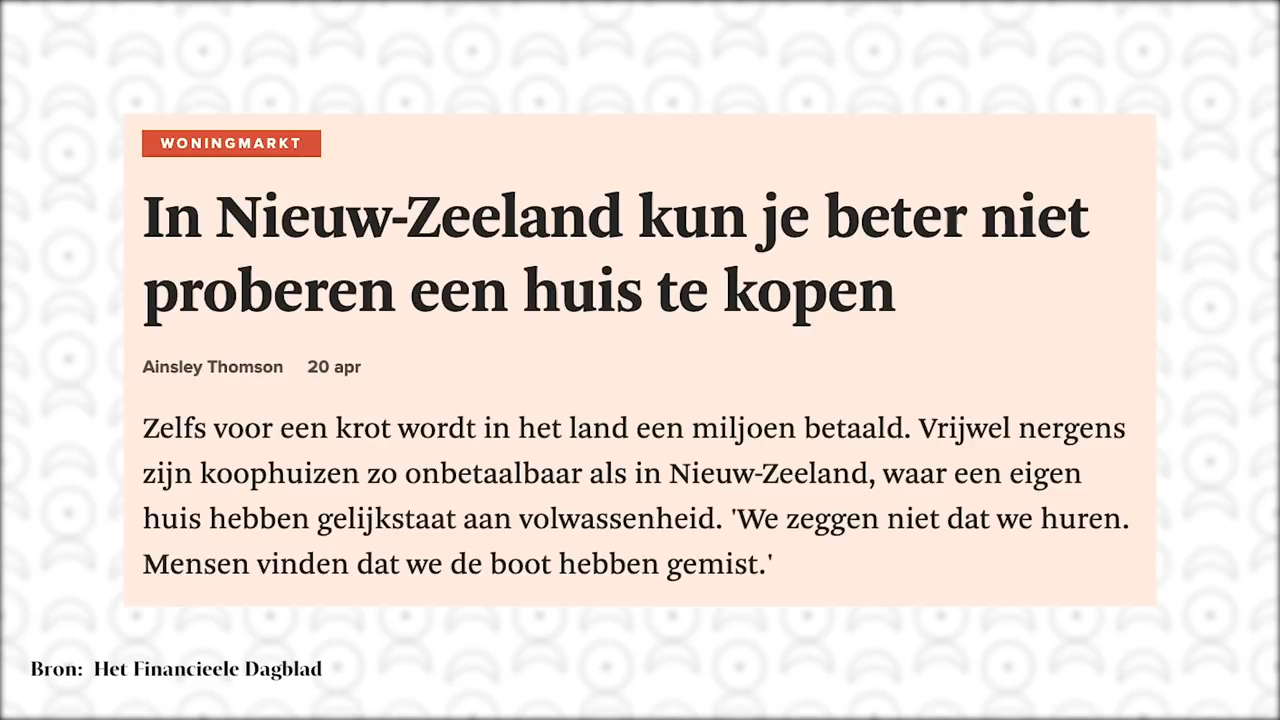 WONINGMARKT
In Nieuw-Zeeland kun je beter niet
proberen een huis te kopen
Ainsley Thomson 20 apr
Zelfs voor een krot wordt in het land een miljoen betaald. Vrijwel nergens
zijn koophuizen zo onbetaalbaar als in Nieuw-Zeeland, waar een eigen
huis hebben gelijkstaat aan volwassenheid. 'We zeggen niet dat we huren.
Mensen vinden dat we de boot hebben gemist.'
Bron: Het Financieele Dagblad